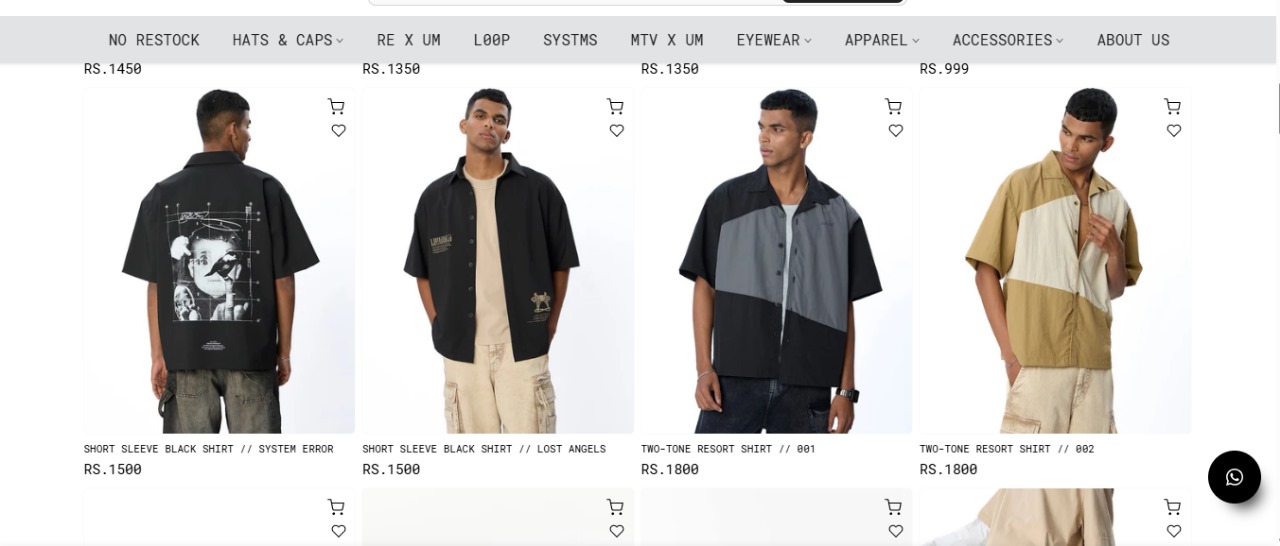 NO RESTOCK HATS & CAPS RE X UM L00P SYSTMS MTV X UM EYEWEAR APPAREL ACCESSORIES ABOUT US
RS.1450 RS.1350 RS.1350 RS.999
SHORT SLEEVE BLACK SHIRT // SYSTEM ERROR SHORT SLEEVE BLACK SHIRT // LOST ANGELS TWO-TONE RESORT SHIRT // 001 TWO-TONE RESORT SHIRT // 002
RS.1500 RS.1500 RS.1800 RS.1800